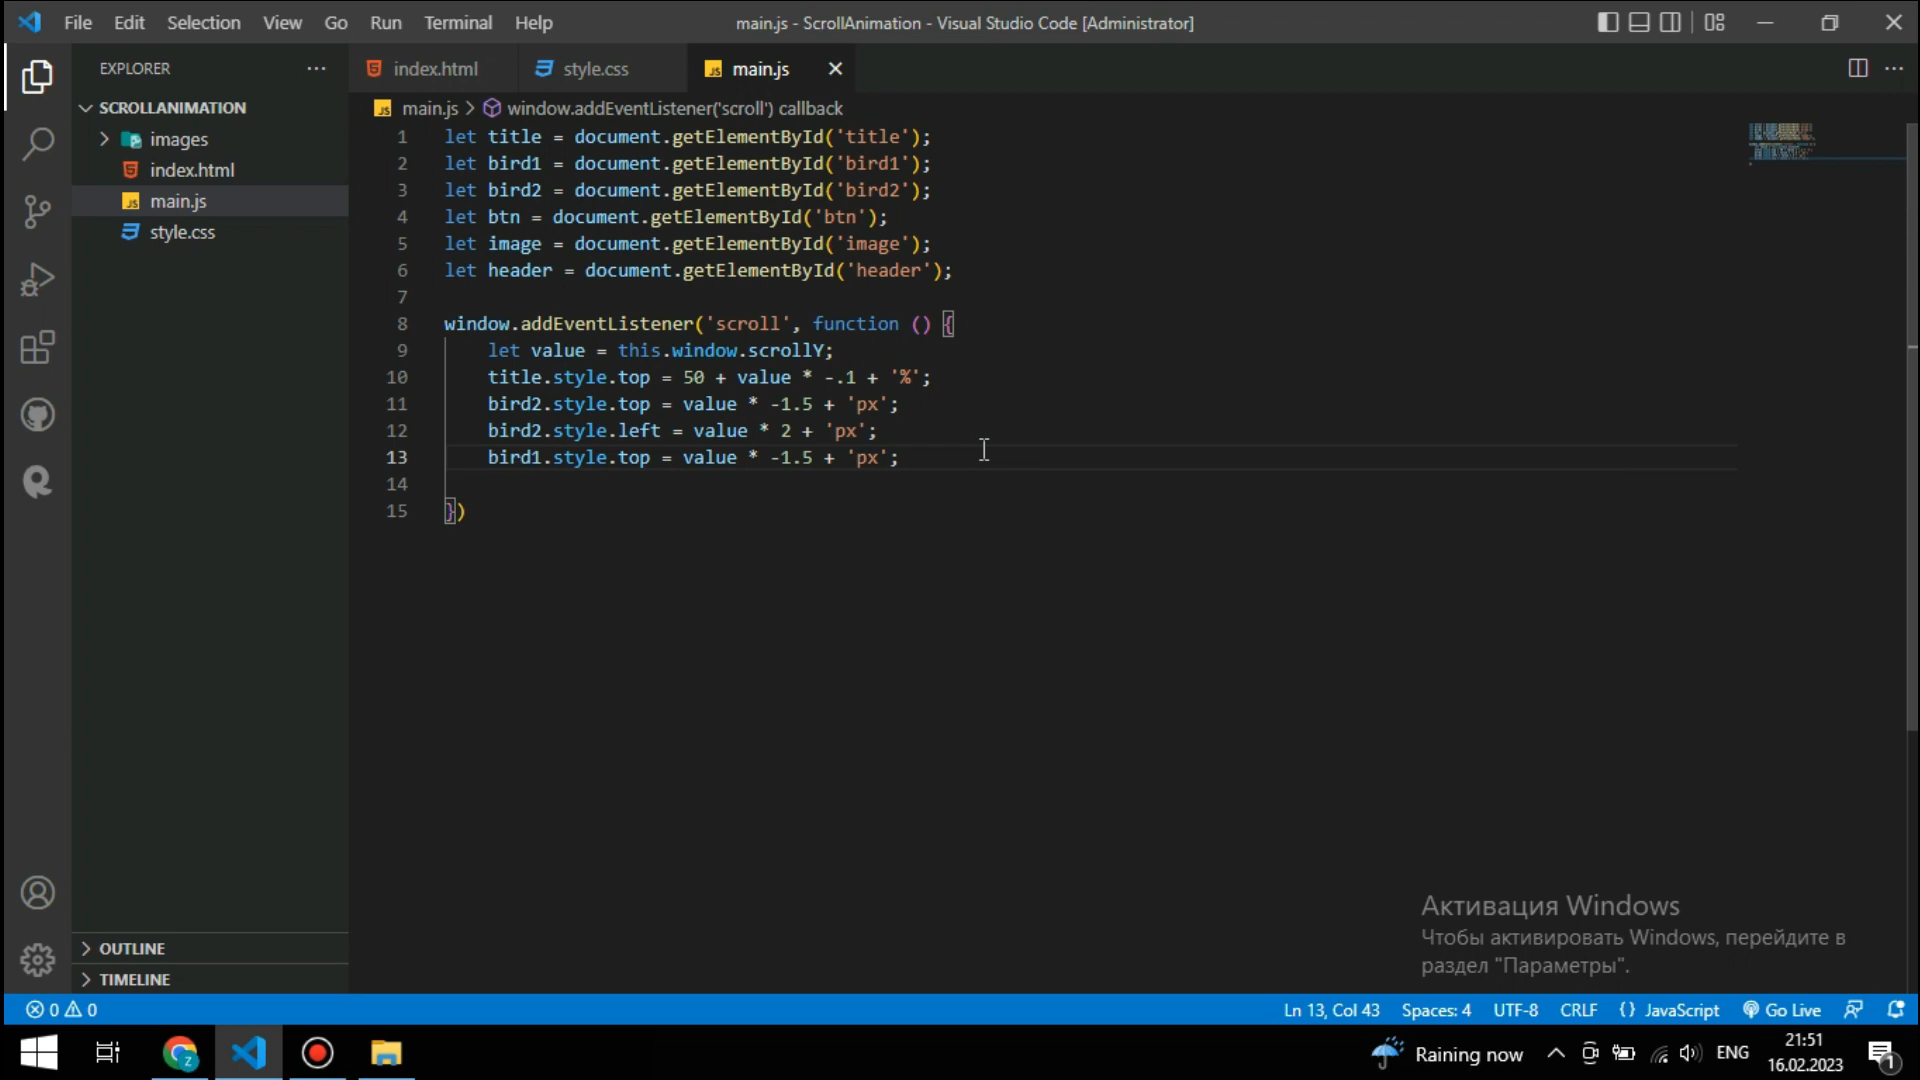 File Edit Selection View Go Run Terminal Help
main.js - ScrollAnimation - Visual Studio Code [Administrator]
EXPLORER
SCROLLANIMATION
images
index.html
main.js
style.css
OUTLINE
TIMELINE
index.html
style.css
main.js
main.js > window.addEventListener('scroll') callback
1 let title = document.getElementById('title');
2 let bird1 = document.getElementById('bird1');
3 let bird2 = document.getElementById('bird2');
4 let btn = document.getElementById('btn');
5 let image = document.getElementById('image');
6 let header = document.getElementById('header');
7
8 window.addEventListener('scroll', function () {
9 let value = this.window.scrollY;
10 title.style.top = 50 + value * -.1 + '%';
11 bird2.style.top = value * -1.5 + 'px';
12 bird2.style.left = value * 2 + 'px';
13 bird1.style.top = value * -1.5 + 'px';
14
15 })
Активация Windows
Чтобы активировать Windows, перейдите в
раздел "Параметры".
0 0
Ln 13, Col 43 Spaces: 4 UTF-8 CRLF {} JavaScript Go Live
Raining now
ENG
21:51
16.02.2023
1